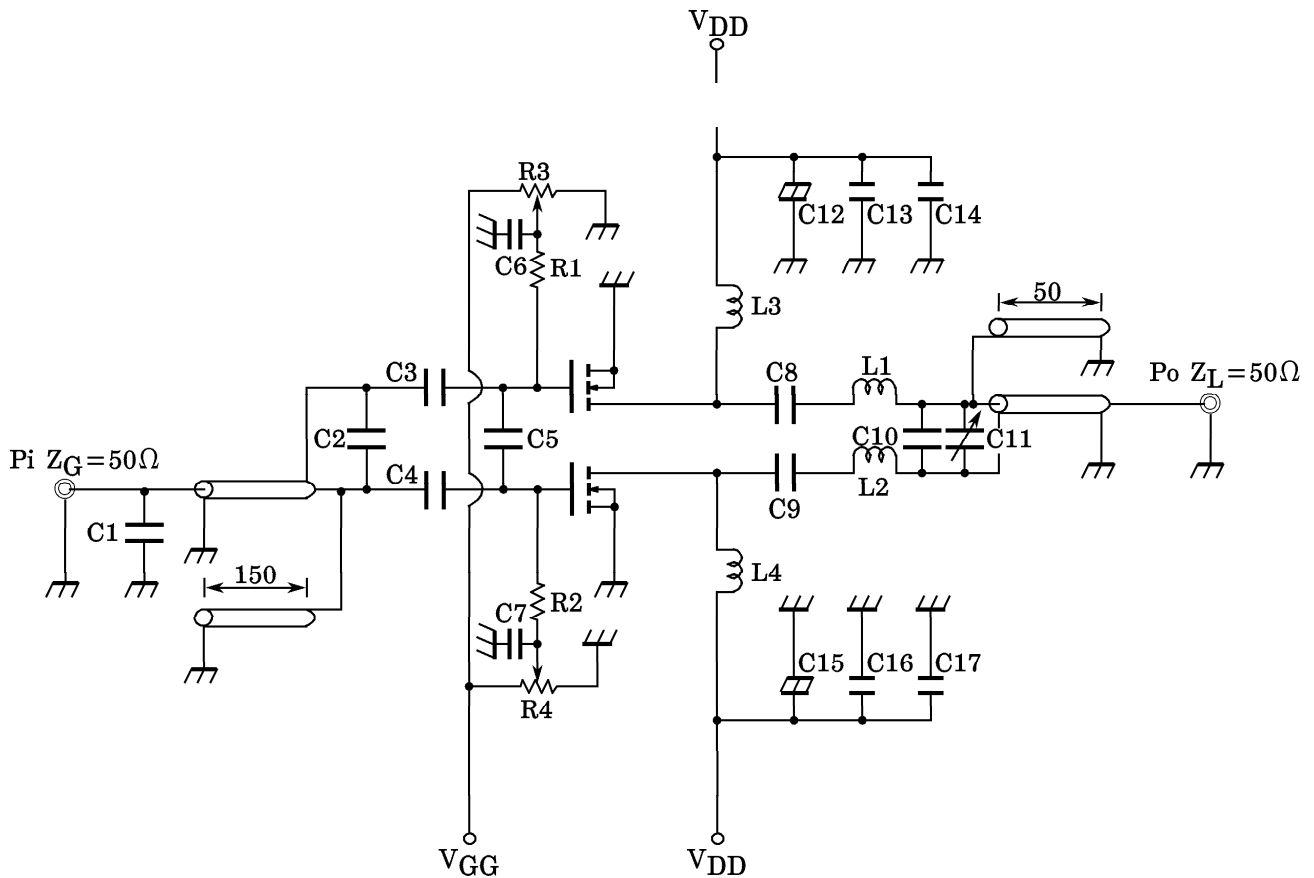 VDD
R3
C12
C13
C14
C6
R1
L3
50
C3
C8
L1
Po ZL=50Ω
C2
C5
C10
C11
Pi ZG=50Ω
C4
L2
C9
C1
150
L4
C7
R2
C15
C16
C17
R4
VGG
VDD